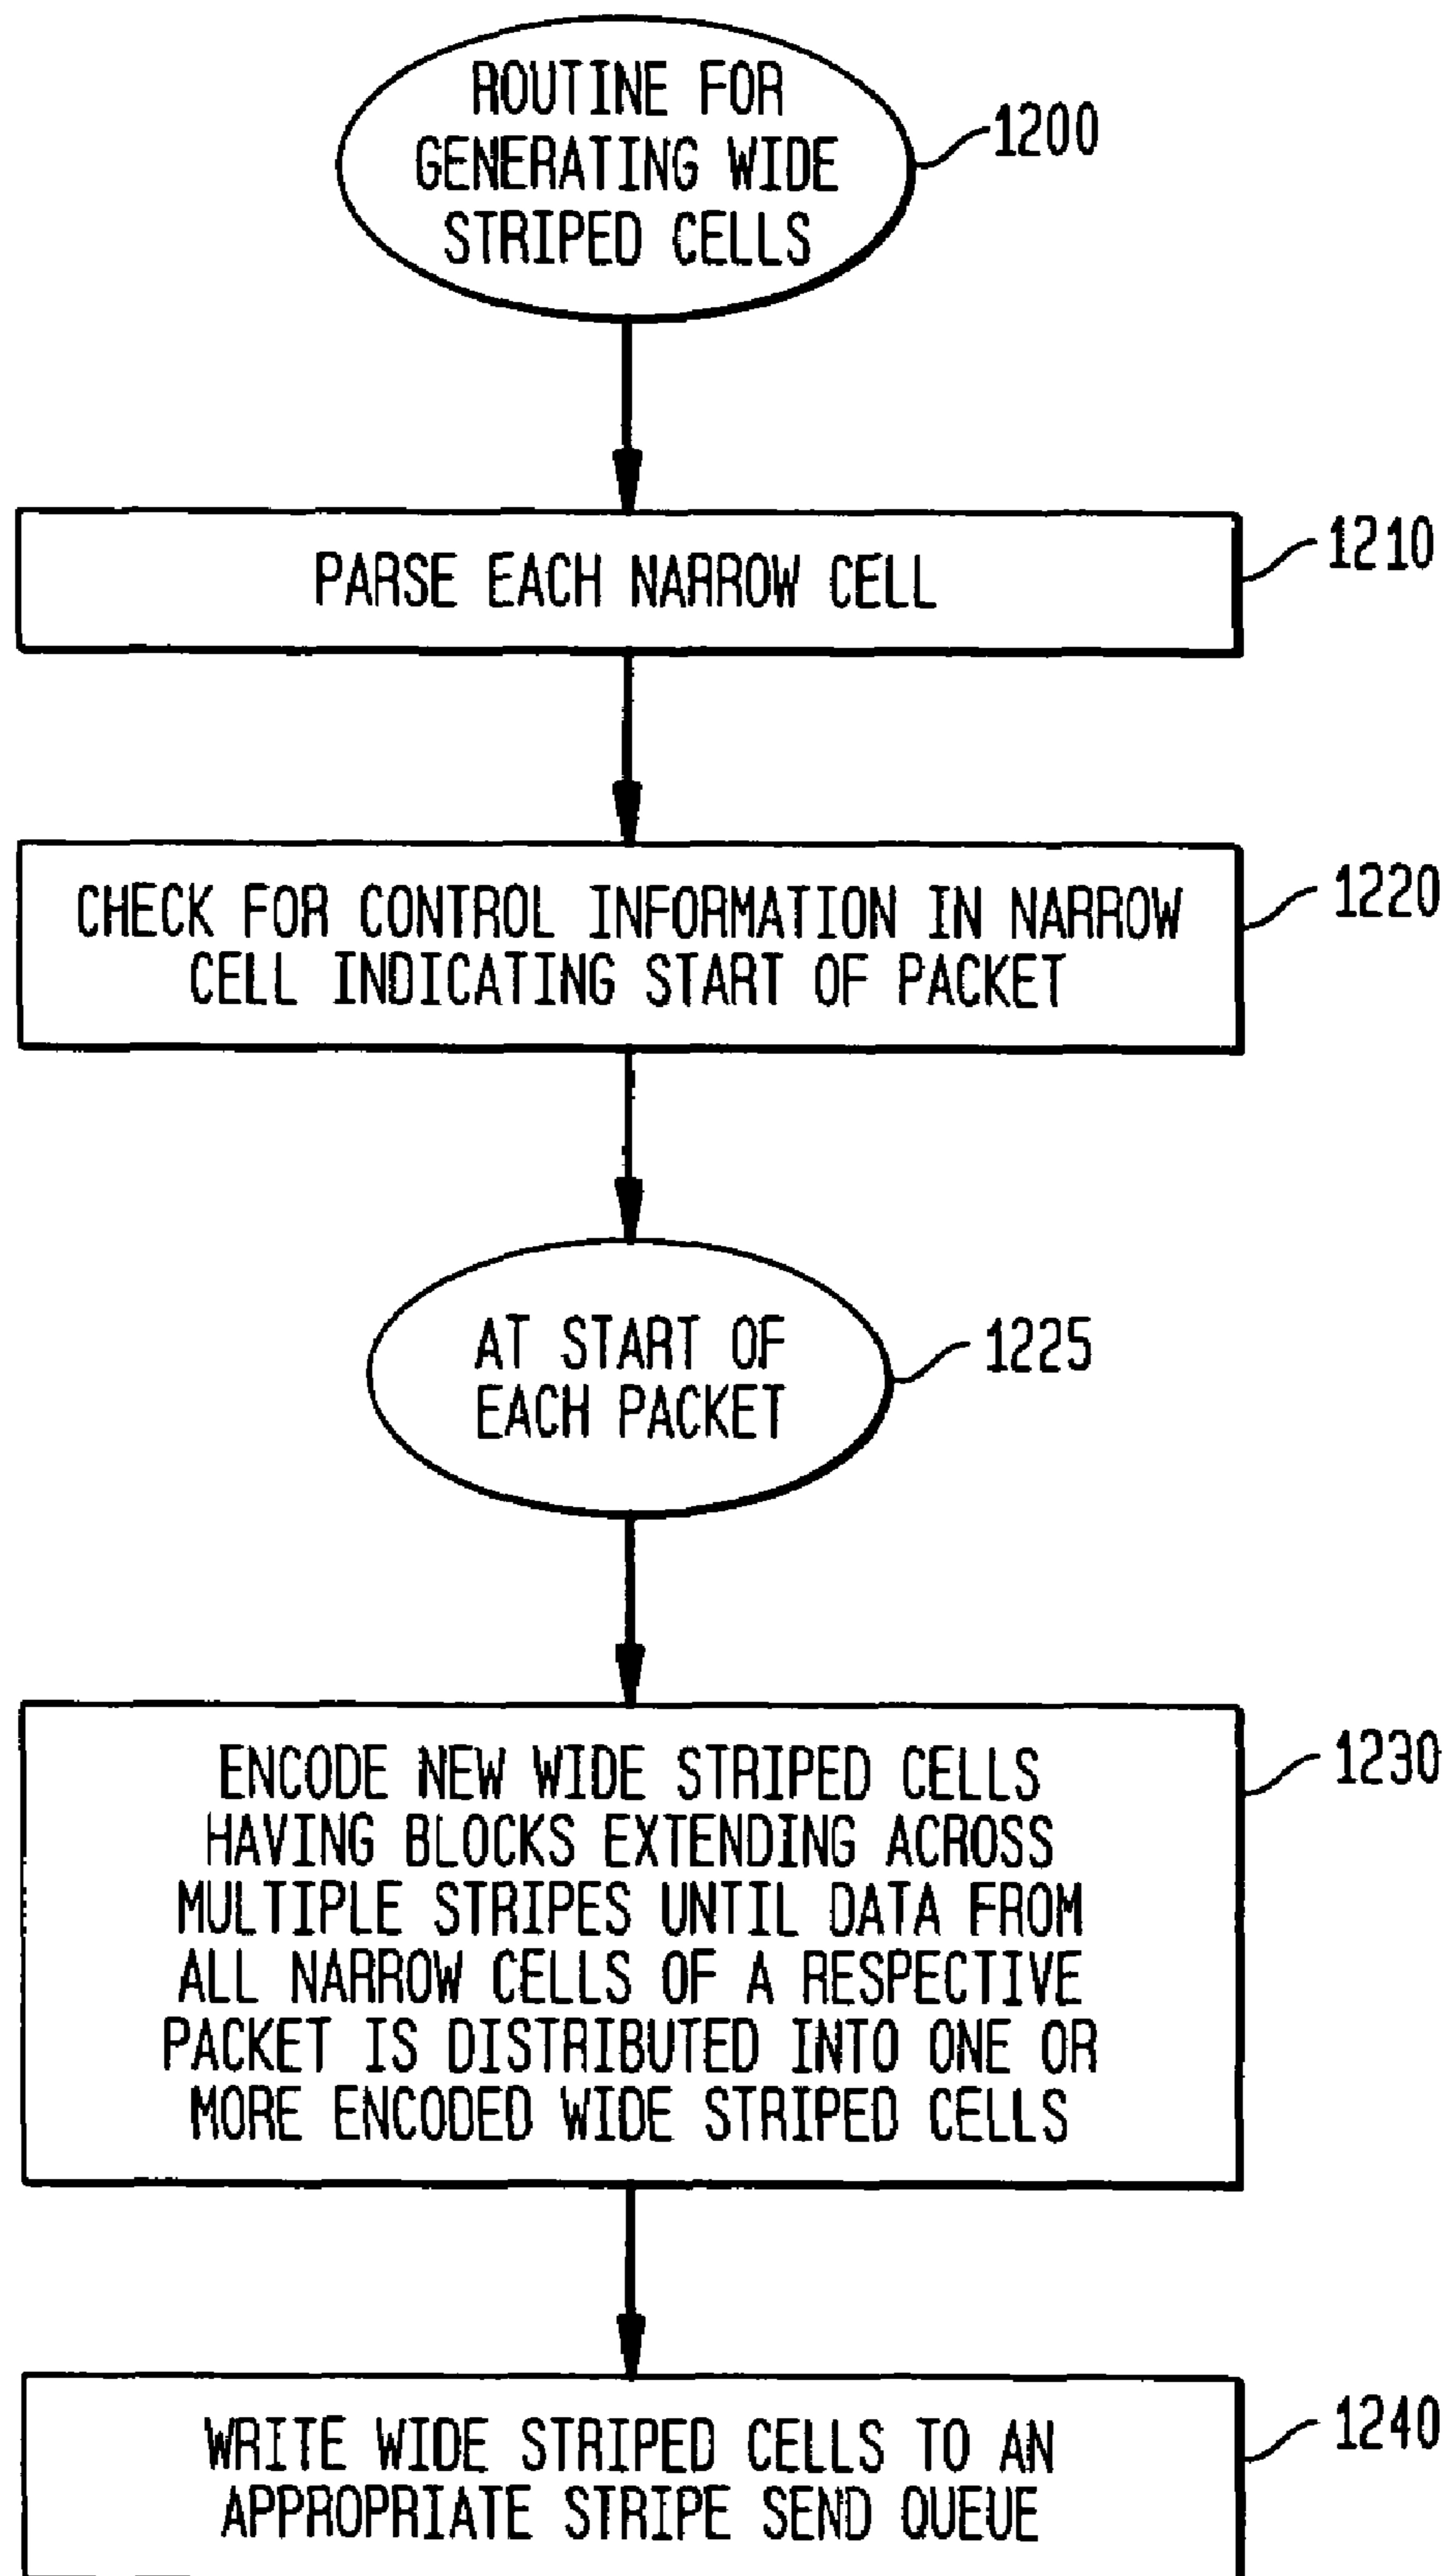 ROUTINE FOR
GENERATING WIDE
STRIPED CELLS
1200
PARSE EACH NARROW CELL
1210
CHECK FOR CONTROL INFORMATION IN NARROW
CELL INDICATING START OF PACKET
1220
AT START OF
EACH PACKET
1225
ENCODE NEW WIDE STRIPED CELLS
HAVING BLOCKS EXTENDING ACROSS
MULTIPLE STRIPES UNTIL DATA FROM
ALL NARROW CELLS OF A RESPECTIVE
PACKET IS DISTRIBUTED INTO ONE OR
MORE ENCODED WIDE STRIPED CELLS
1230
WRITE WIDE STRIPED CELLS TO AN
APPROPRIATE STRIPE SEND QUEUE
1240